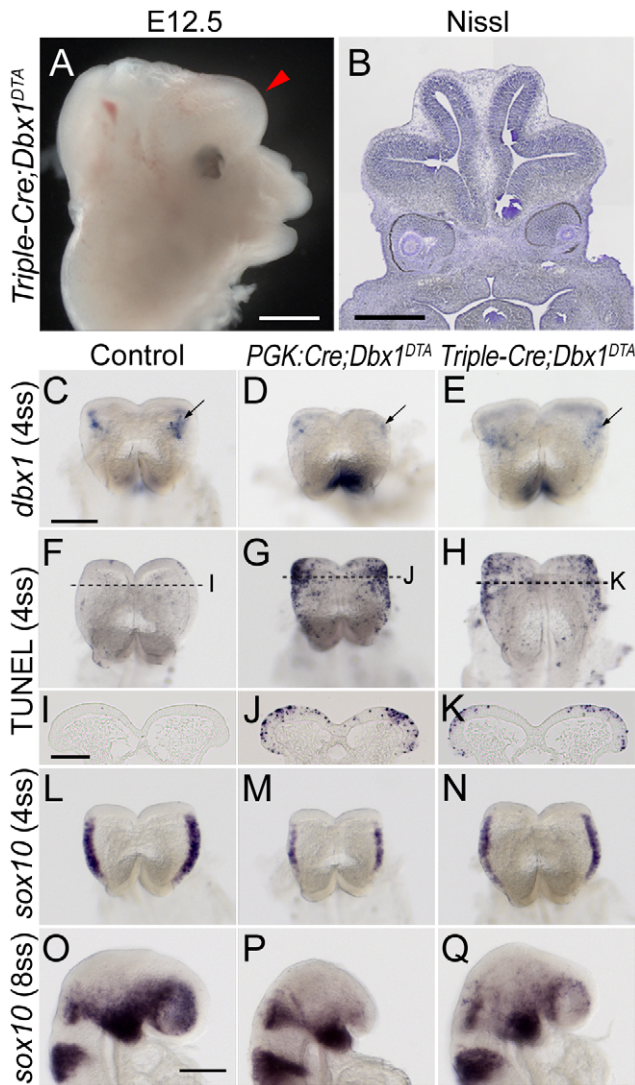 E12.5 Nissl
Triple-Cre;Dbx1DTA
A B
Control PGK:Cre;Dbx1DTA Triple-Cre;Dbx1DTA
dbx1 (4ss)
C D E
TUNEL (4ss)
F G H
I J K
I J K
sox10 (4ss)
L M N
sox10 (8ss)
O P Q